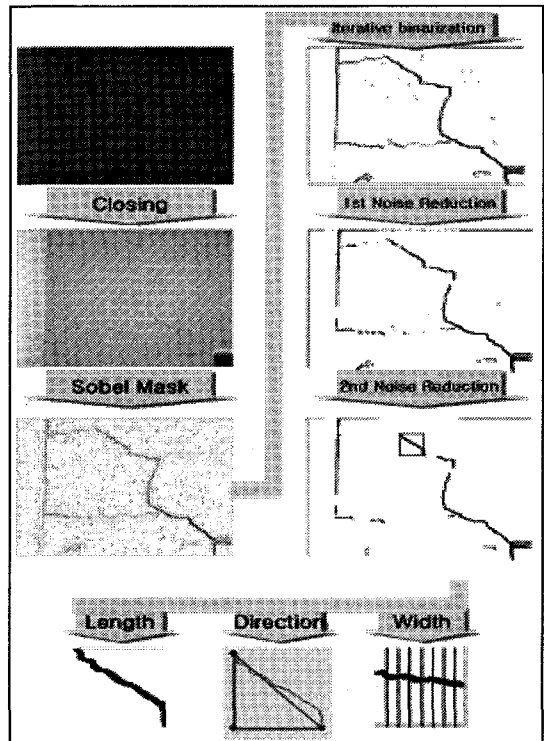 Closing
Sobel Mask
Iterative binarization
1st Noise Reduction
2nd Noise Reduction
Length
Direction
Width